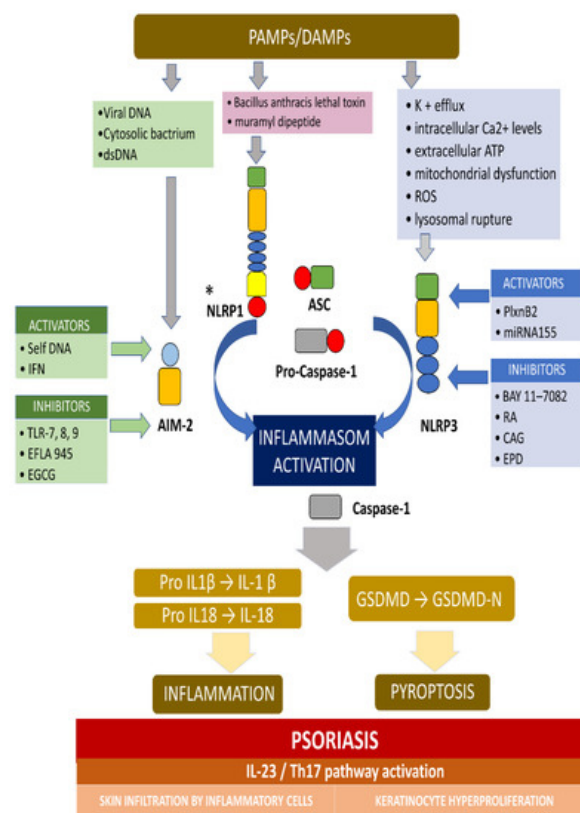 PAMPs/DAMPs
•Viral DNA
•Cytosolic bactrium
•dsDNA
• Bacillus anthracis lethal toxin
• muramyl dipeptide
• K + efflux
• intracellular Ca2+ levels
• extracellular ATP
• mitochondrial dysfunction
• ROS
• lysosomal rupture
*
NLRP1
ASC
Pro-Caspase-1
ACTIVATORS
• Self DNA
• IFN
INHIBITORS
• TLR-7, 8, 9
• EFLA 945
• EGCG
AIM-2
ACTIVATORS
• PlxnB2
• miRNA155
INHIBITORS
• BAY 11–7082
• RA
• CAG
• EPD
NLRP3
INFLAMMASOM
ACTIVATION
Caspase-1
Pro IL1β → IL-1 β
Pro IL18 → IL-18
GSDMD → GSDMD-N
INFLAMMATION
PYROPTOSIS
PSORIASIS
IL-23 / Th17 pathway activation
SKIN INFILTRATION BY INFLAMMATORY CELLS
KERATINOCYTE HYPERPROLIFERATION